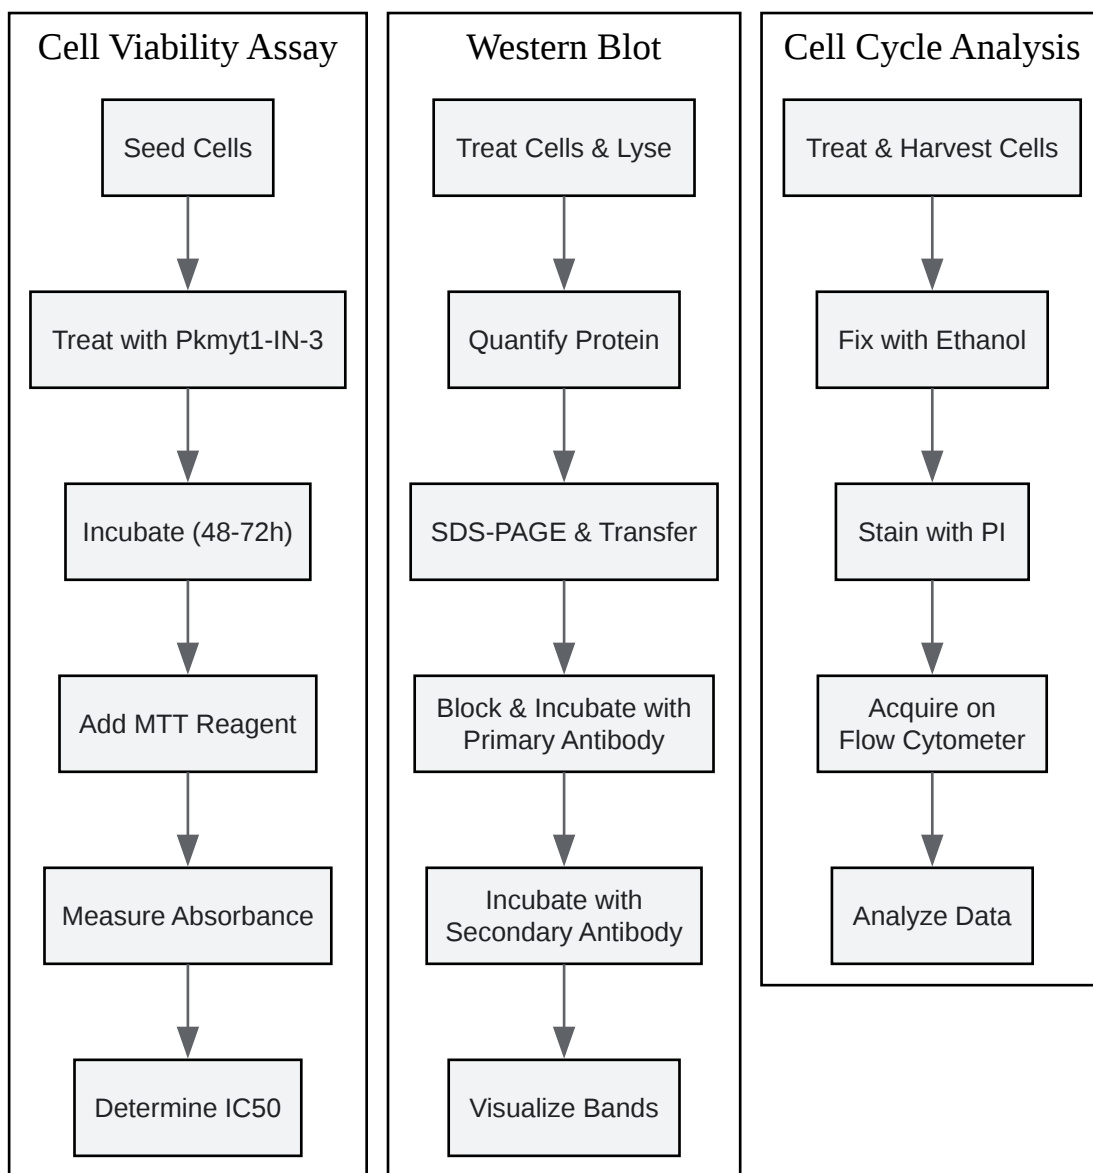 Cell Viability Assay
Seed Cells
Treat with Pkmyt1-IN-3
Incubate (48-72h)
Add MTT Reagent
Measure Absorbance
Determine IC50
Western Blot
Treat Cells & Lyse
Quantify Protein
SDS-PAGE & Transfer
Block & Incubate with
Primary Antibody
Incubate with
Secondary Antibody
Visualize Bands
Cell Cycle Analysis
Treat & Harvest Cells
Fix with Ethanol
Stain with PI
Acquire on
Flow Cytometer
Analyze Data